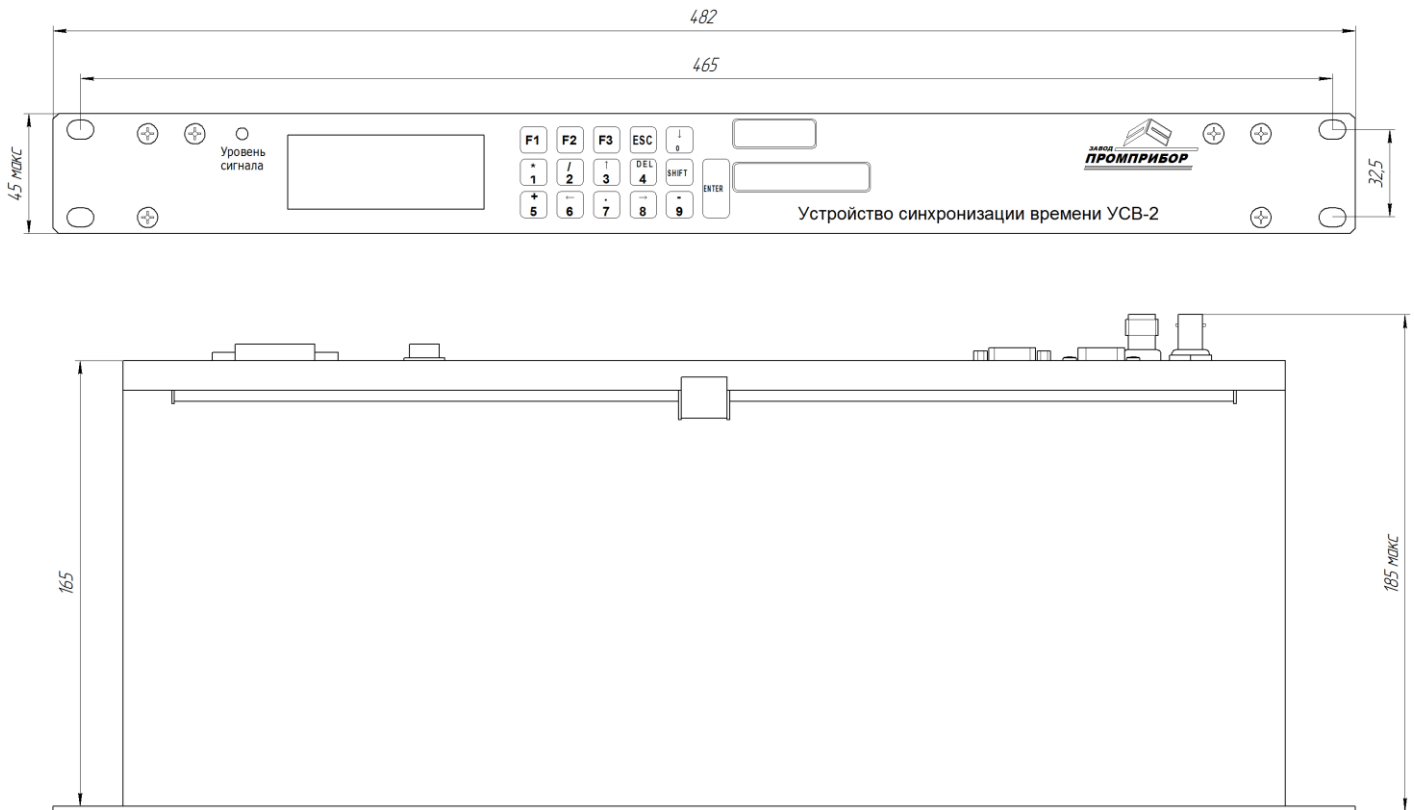 482
465
45 макс
Уровень
сигнала
F1 F2 F3 ESC ↓
0
* / ↑ DEL
1 2 3 4 SHIFT
ENTER
+ ← . → -
5 6 7 8 9
ЗАВОД
ПРОМПРИБОР
Устройство синхронизации времени УСВ-2
32,5
165
185 макс